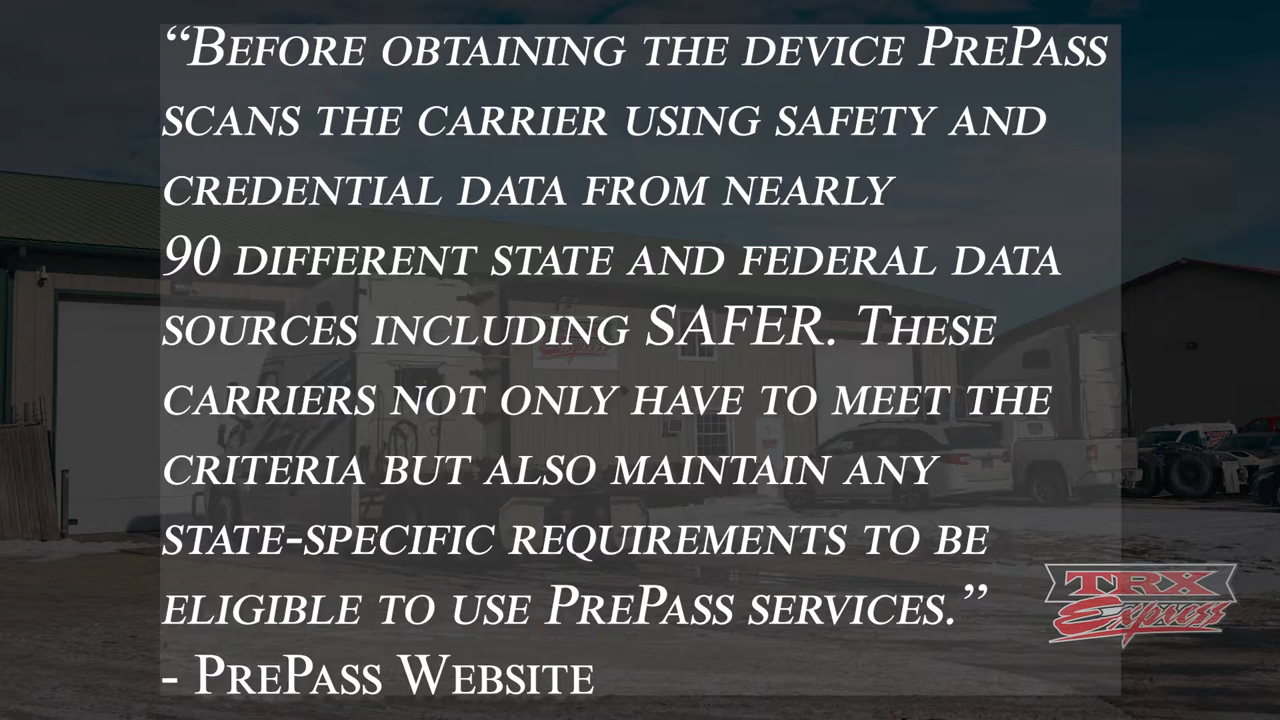 “Before obtaining the device PrePass
scans the carrier using safety and
credential data from nearly
90 different state and federal data
sources including SAFER. These
carriers not only have to meet the
criteria but also maintain any
state-specific requirements to be
eligible to use PrePass services.”
- PrePass Website
TRX
Express